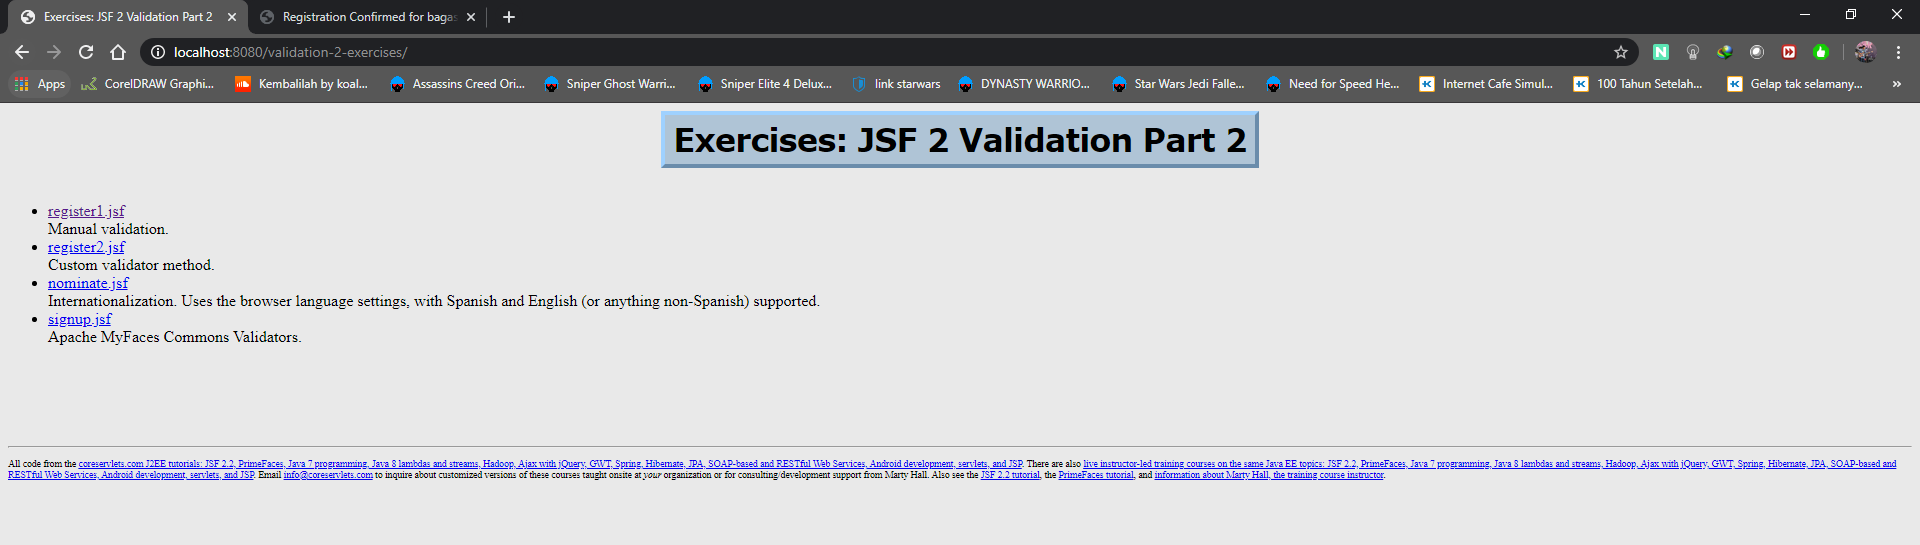 Exercises: JSF 2 Validation Part 2
Registration Confirmed for bagas
localhost:8080/validation-2-exercises/
Apps
CorelDRAW Graphi...
Kembalilah by koal...
Assassins Creed Ori...
Sniper Ghost Warri...
Sniper Elite 4 Delux...
link starwars
DYNASTY WARRIO...
Star Wars Jedi Falle...
Need for Speed He...
Internet Cafe Simul...
100 Tahun Setelah...
Gelap tak selamany...
»
Exercises: JSF 2 Validation Part 2
• register1.jsf
Manual validation.
• register2.jsf
Custom validator method.
• nominate.jsf
Internationalization. Uses the browser language settings, with Spanish and English (or anything non-Spanish) supported.
• signup.jsf
Apache MyFaces Commons Validators.
All code from the coreservlets.com J2EE tutorials: JSF 2.2, PrimeFaces, Java 7 programming, Java 8 lambdas and streams, Hadoop, Ajax with jQuery, GWT, Spring, Hibernate, JPA, SOAP-based and RESTful Web Services, Android development, servlets, and JSP. There are also live instructor-led training courses on the same Java EE topics: JSF 2.2, PrimeFaces, Java 7 programming, Java 8 lambdas and streams, Hadoop, Ajax with jQuery, GWT, Spring, Hibernate, JPA, SOAP-based and
RESTful Web Services, Android development, servlets, and JSP. Email info@coreservlets.com to inquire about customized versions of these courses taught onsite at your organization or for consulting/development support from Marty Hall. Also see the JSF 2.2 tutorial, the PrimeFaces tutorial, and information about Marty Hall, the training course instructor.